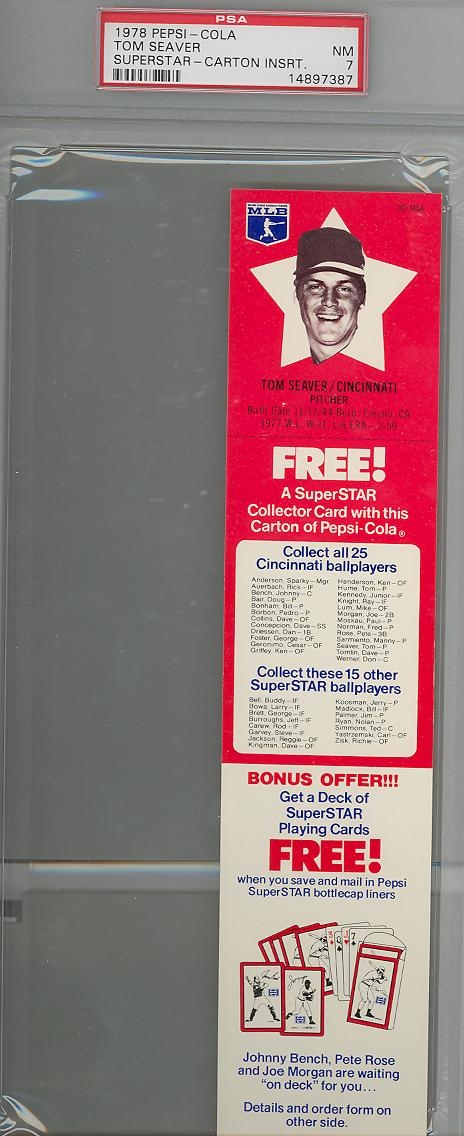 PSA
1978 PEPSI-COLA
TOM SEAVER NM
SUPERSTAR-CARTON INSRT. 7
14897387
MLB
© MSA
TOM SEAVER/CINCINNATI
PITCHER
Birth Date 11/17/44 Born, Fresno, CA
1977 W-L, W-21, L-6 ERA - 2.59
FREE!
A SuperSTAR
Collector Card with this
Carton of Pepsi-Cola®
Collect all 25
Cincinnati ballplayers
Anderson, Sparky-Mgr.
Auerbach, Rick-IF
Bench, Johnny-C
Bair, Doug-P
Bonham, Bill-P
Borbon, Pedro-P
Collins, Dave-OF
Concepcion, Dave-SS
Driessen, Dan-1B
Foster, George-OF
Geronimo, Cesar-OF
Griffey, Ken-OF
Henderson, Ken-OF
Hume, Tom-P
Kennedy, Junior-IF
Knight, Ray-IF
Lum, Mike-OF
Morgan, Joe-2B
Moskau, Paul-P
Norman, Fred-P
Rose, Pete-3B
Sarmiento, Manny-P
Seaver, Tom-P
Tomlin, Dave-P
Werner, Don-C
Collect these 15 other
SuperSTAR ballplayers
Bell, Buddy-IF
Bowa, Larry-IF
Brett, George-IF
Burroughs, Jeff-IF
Carew, Rod-IF
Garvey, Steve-IF
Jackson, Reggie-OF
Kingman, Dave-OF
Koosman, Jerry-P
Madlock, Bill-IF
Palmer, Jim-P
Ryan, Nolan-P
Simmons, Ted-C
Yastrzemski, Carl-OF
Zisk, Richie-OF
BONUS OFFER!!!
Get a Deck of
SuperSTAR
Playing Cards
FREE!
when you save and mail in Pepsi
SuperSTAR bottlecap liners
3 Q J 7
Johnny Bench, Pete Rose
and Joe Morgan are waiting
"on deck" for you...
Details and order form on
other side.